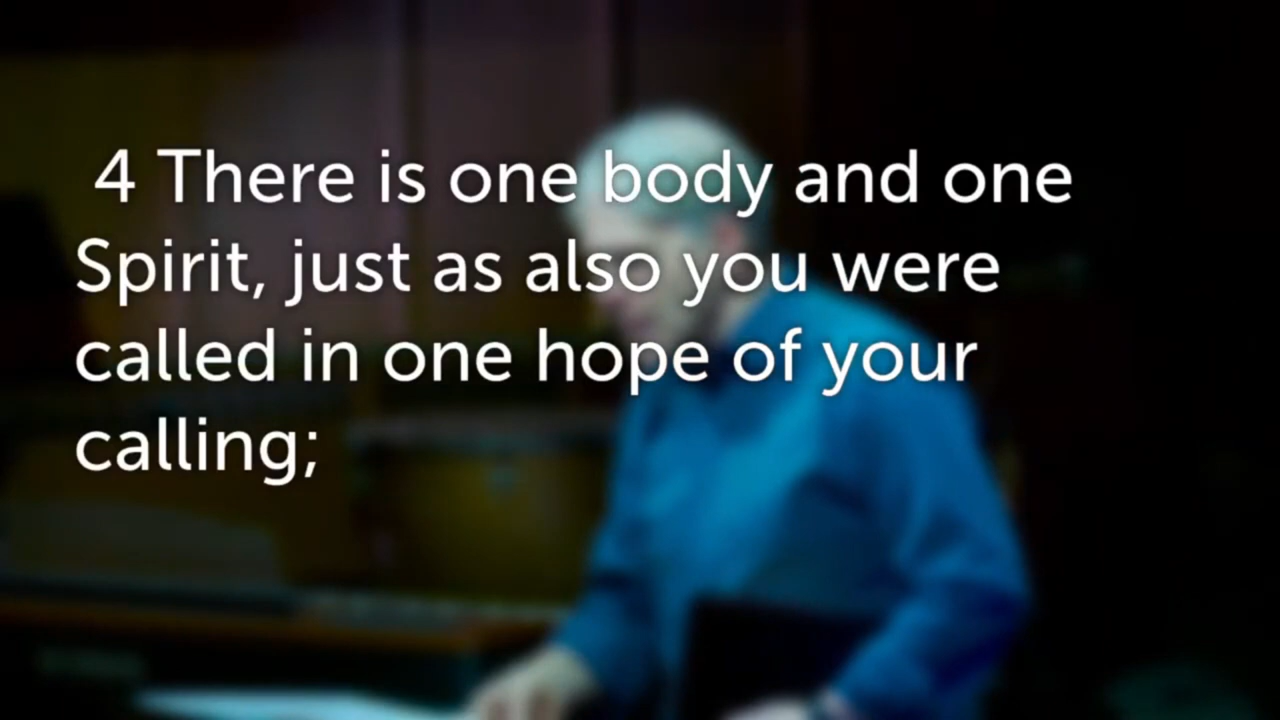 4 There is one body and one
Spirit, just as also you were
called in one hope of your
calling;